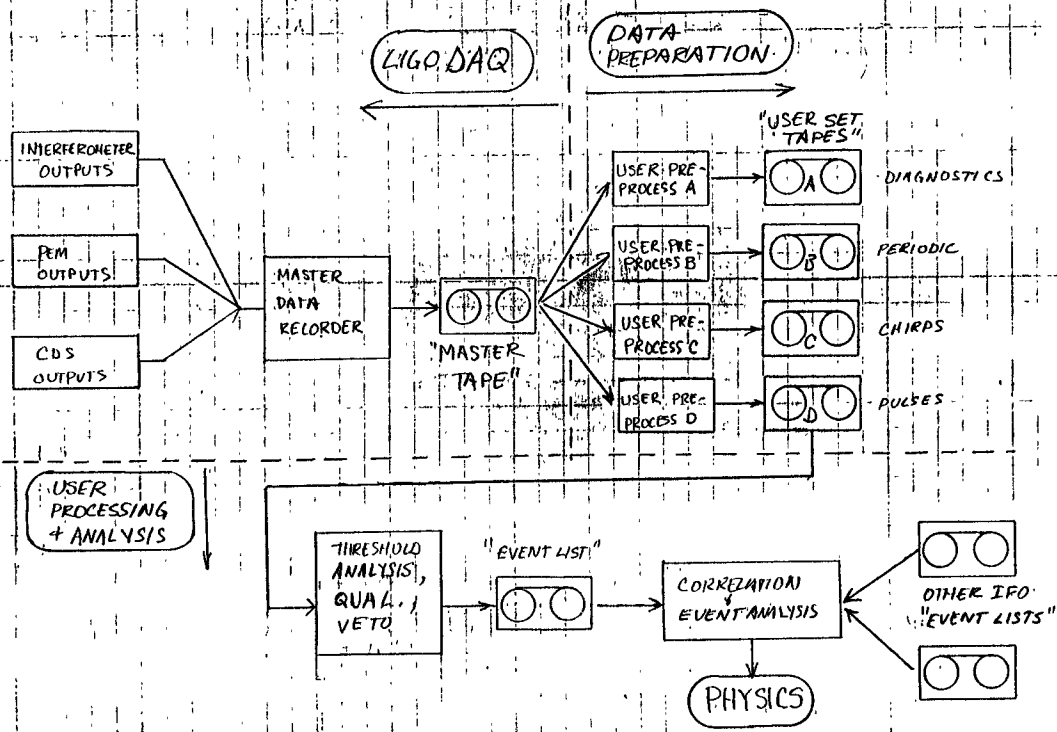 LIGO DAQ
DATA
PREPARATION
INTERFEROMETER
OUTPUTS
PEM
OUTPUTS
CDS
OUTPUTS
MASTER
DATA
RECORDER
"MASTER
TAPE"
USER PRE-
PROCESS A
USER PRE-
PROCESS B
USER PRE-
PROCESS C
USER PRE-
PROCESS D
"USER SET
TAPES"
A
DIAGNOSTICS
B
PERIODIC
C
CHIRPS
D
PULSES
USER
PROCESSING
+ ANALYSIS
THRESHOLD
ANALYSIS,
QUAL.,
VETO
"EVENT LIST"
CORRELATION
EVENT ANALYSIS
OTHER IFO
"EVENT LISTS"
PHYSICS